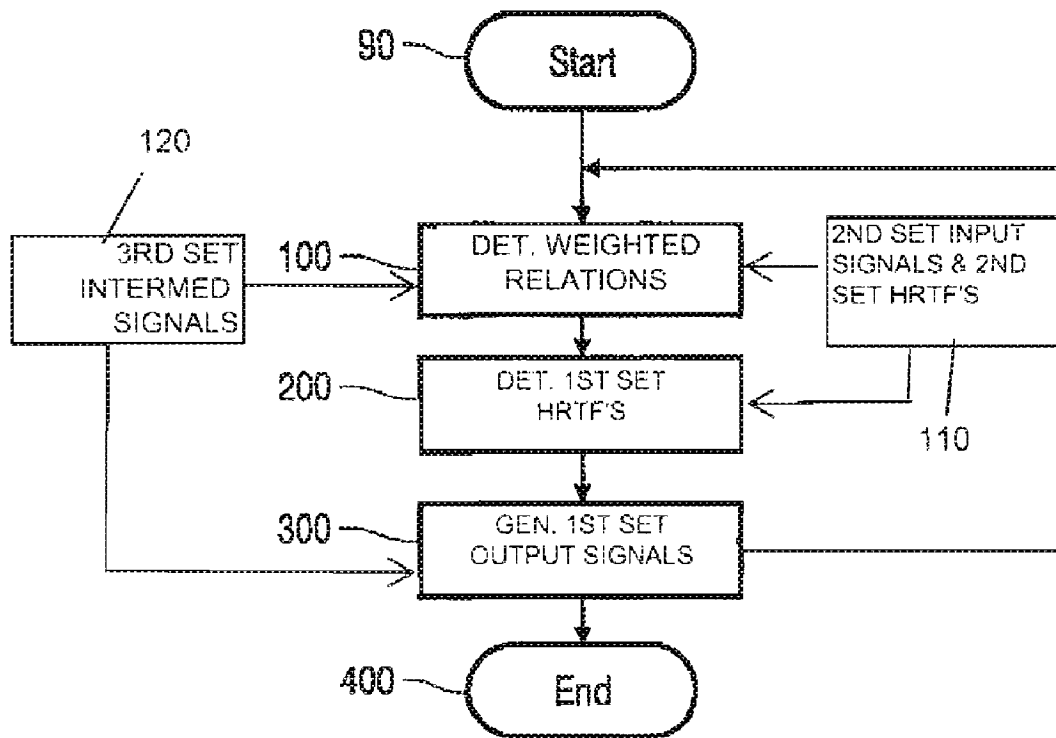 90
Start
120
3RD SET
INTERMED
SIGNALS
100
DET. WEIGHTED
RELATIONS
2ND SET INPUT
SIGNALS & 2ND
SET HRTF'S
200
DET. 1ST SET
HRTF'S
110
300
GEN. 1ST SET
OUTPUT SIGNALS
400
End